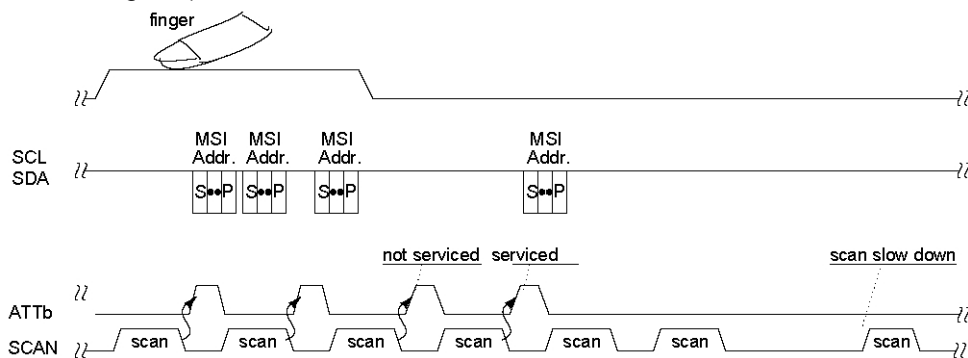 finger
MSI MSI MSI MSI
Addr. Addr. Addr. Addr.
SCL
SDA
S••P S••P S••P S••P
not serviced serviced scan slow down
ATTb
SCAN scan scan scan scan scan scan scan